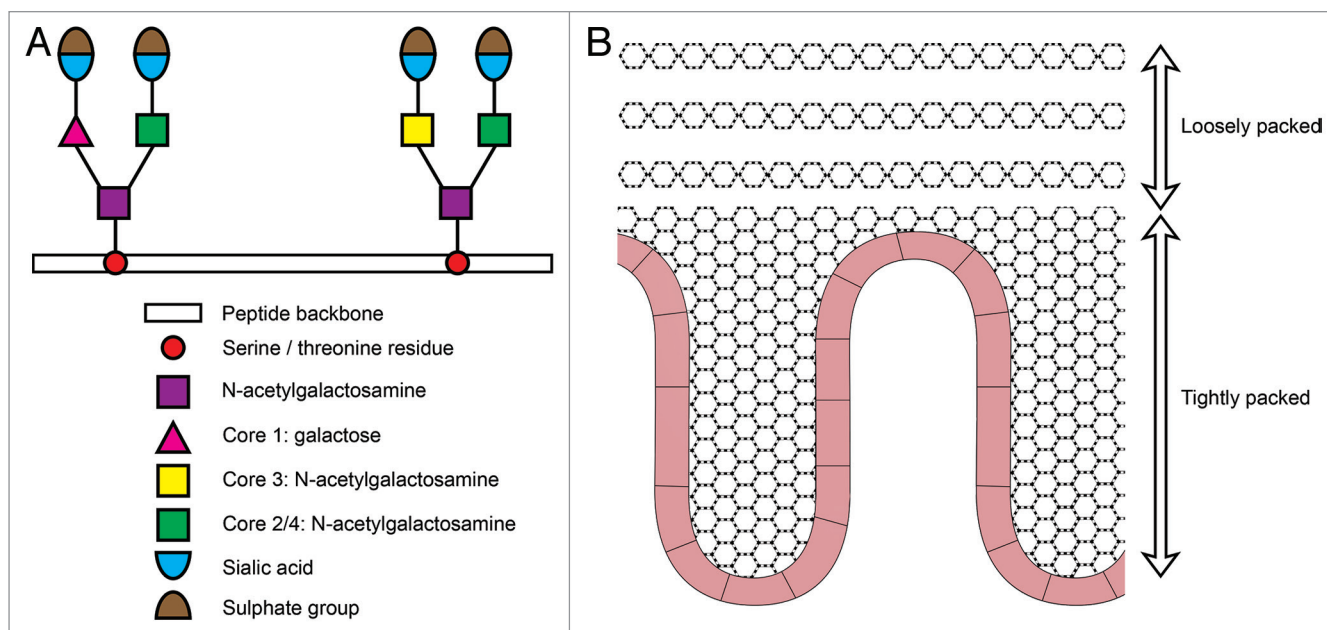 A
Peptide backbone
Serine / threonine residue
N-acetylgalactosamine
Core 1: galactose
Core 3: N-acetylgalactosamine
Core 2/4: N-acetylgalactosamine
Sialic acid
Sulphate group
B
Loosely packed
Tightly packed